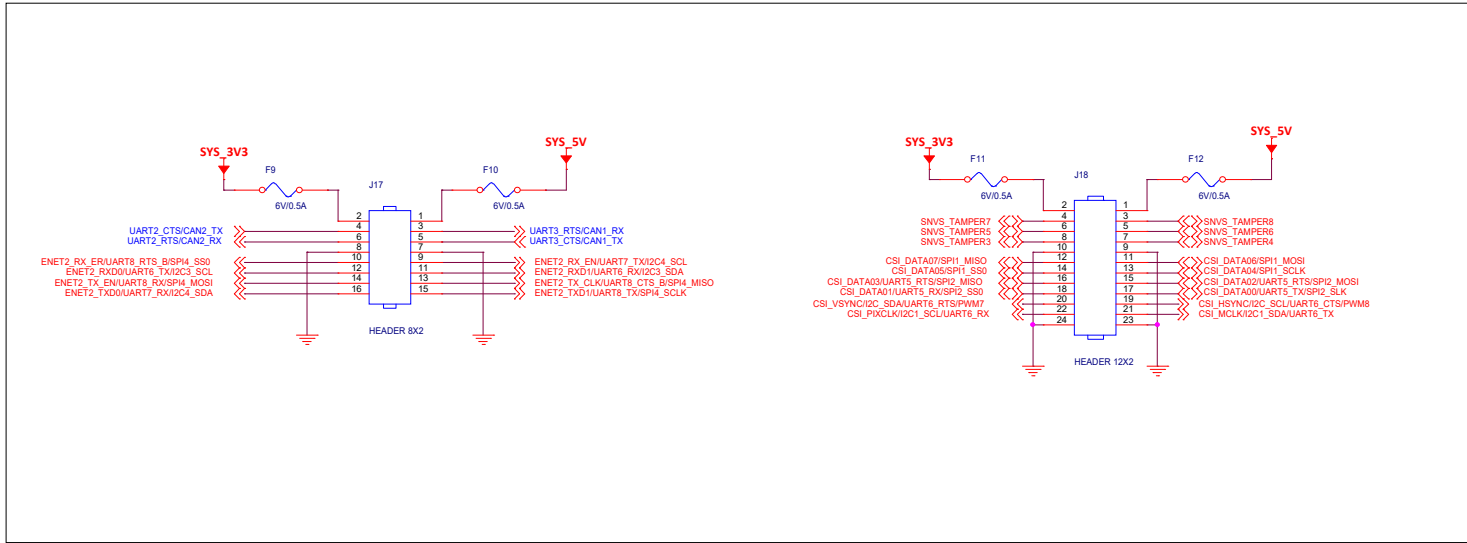 SYS_3V3
F9
6V/0.5A
SYS_5V
F10
6V/0.5A
J17
2 1
UART2_CTS/CAN2_TX 4 3 UART3_RTS/CAN1_RX
UART2_RTS/CAN2_RX 6 5 UART3_CTS/CAN1_TX
8 7
ENET2_RX_ER/UART8_RTS_B/SPI4_SS0 10 9 ENET2_RX_EN/UART7_TX/I2C4_SCL
ENET2_RXD0/UART6_TX/I2C3_SCL 12 11 ENET2_RXD1/UART6_RX/I2C3_SDA
ENET2_TX_EN/UART8_RX/SPI4_MOSI 14 13 ENET2_TX_CLK/UART8_CTS_B/SPI4_MISO
ENET2_TXD0/UART7_RX/I2C4_SDA 16 15 ENET2_TXD1/UART8_TX/SPI4_SCLK
HEADER 8X2
SYS_3V3
F11
6V/0.5A
SYS_5V
F12
6V/0.5A
J18
2 1
SNVS_TAMPER7 4 3 SNVS_TAMPER8
SNVS_TAMPER5 6 5 SNVS_TAMPER6
SNVS_TAMPER3 8 7 SNVS_TAMPER4
10 9
CSI_DATA07/SPI1_MISO 12 11 CSI_DATA06/SPI1_MOSI
CSI_DATA05/SPI1_SS0 14 13 CSI_DATA04/SPI1_SCLK
CSI_DATA03/UART5_RTS/SPI2_MISO 16 15 CSI_DATA02/UART5_RTS/SPI2_MOSI
CSI_DATA01/UART5_RX/SPI2_SS0 18 17 CSI_DATA00/UART5_TX/SPI2_SLK
CSI_VSYNC/I2C_SDA/UART6_RTS/PWM7 20 19 CSI_HSYNC/I2C_SCL/UART6_CTS/PWM8
CSI_PIXCLK/I2C1_SCL/UART6_RX 22 21 CSI_MCLK/I2C1_SDA/UART6_TX
24 23
HEADER 12X2